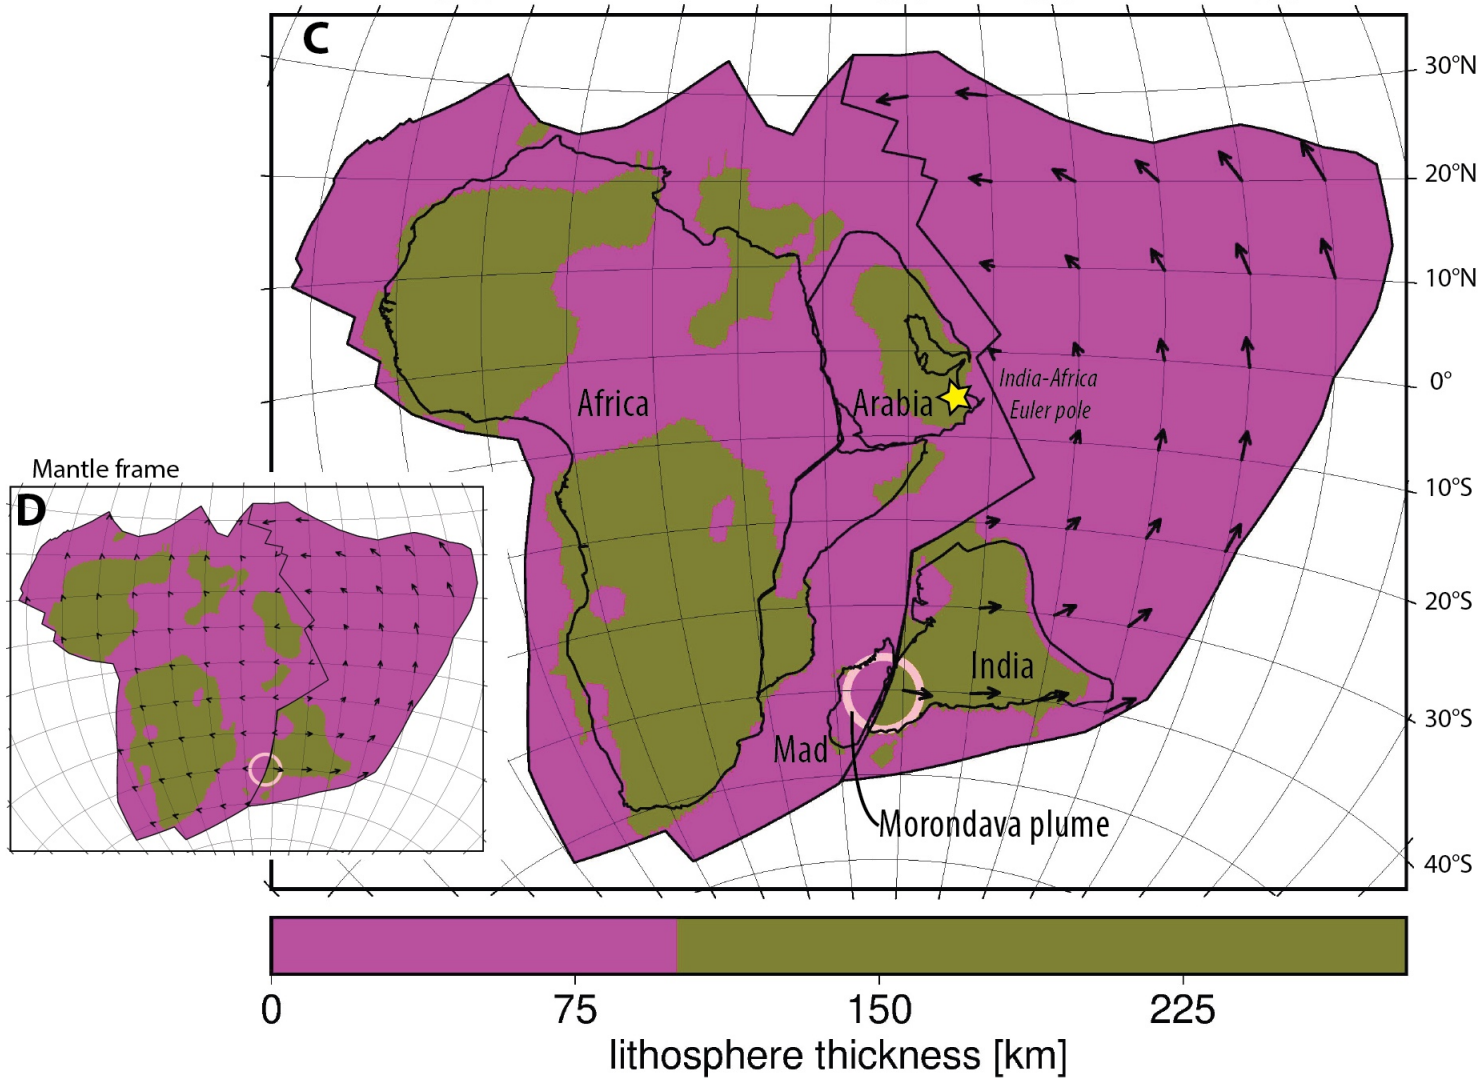 C
30°N
20°N
10°N
0°
10°S
20°S
30°S
40°S
Africa
Arabia
India-Africa
Euler pole
India
Mad
Morondava plume
Mantle frame
D
0
75
150
225
lithosphere thickness [km]